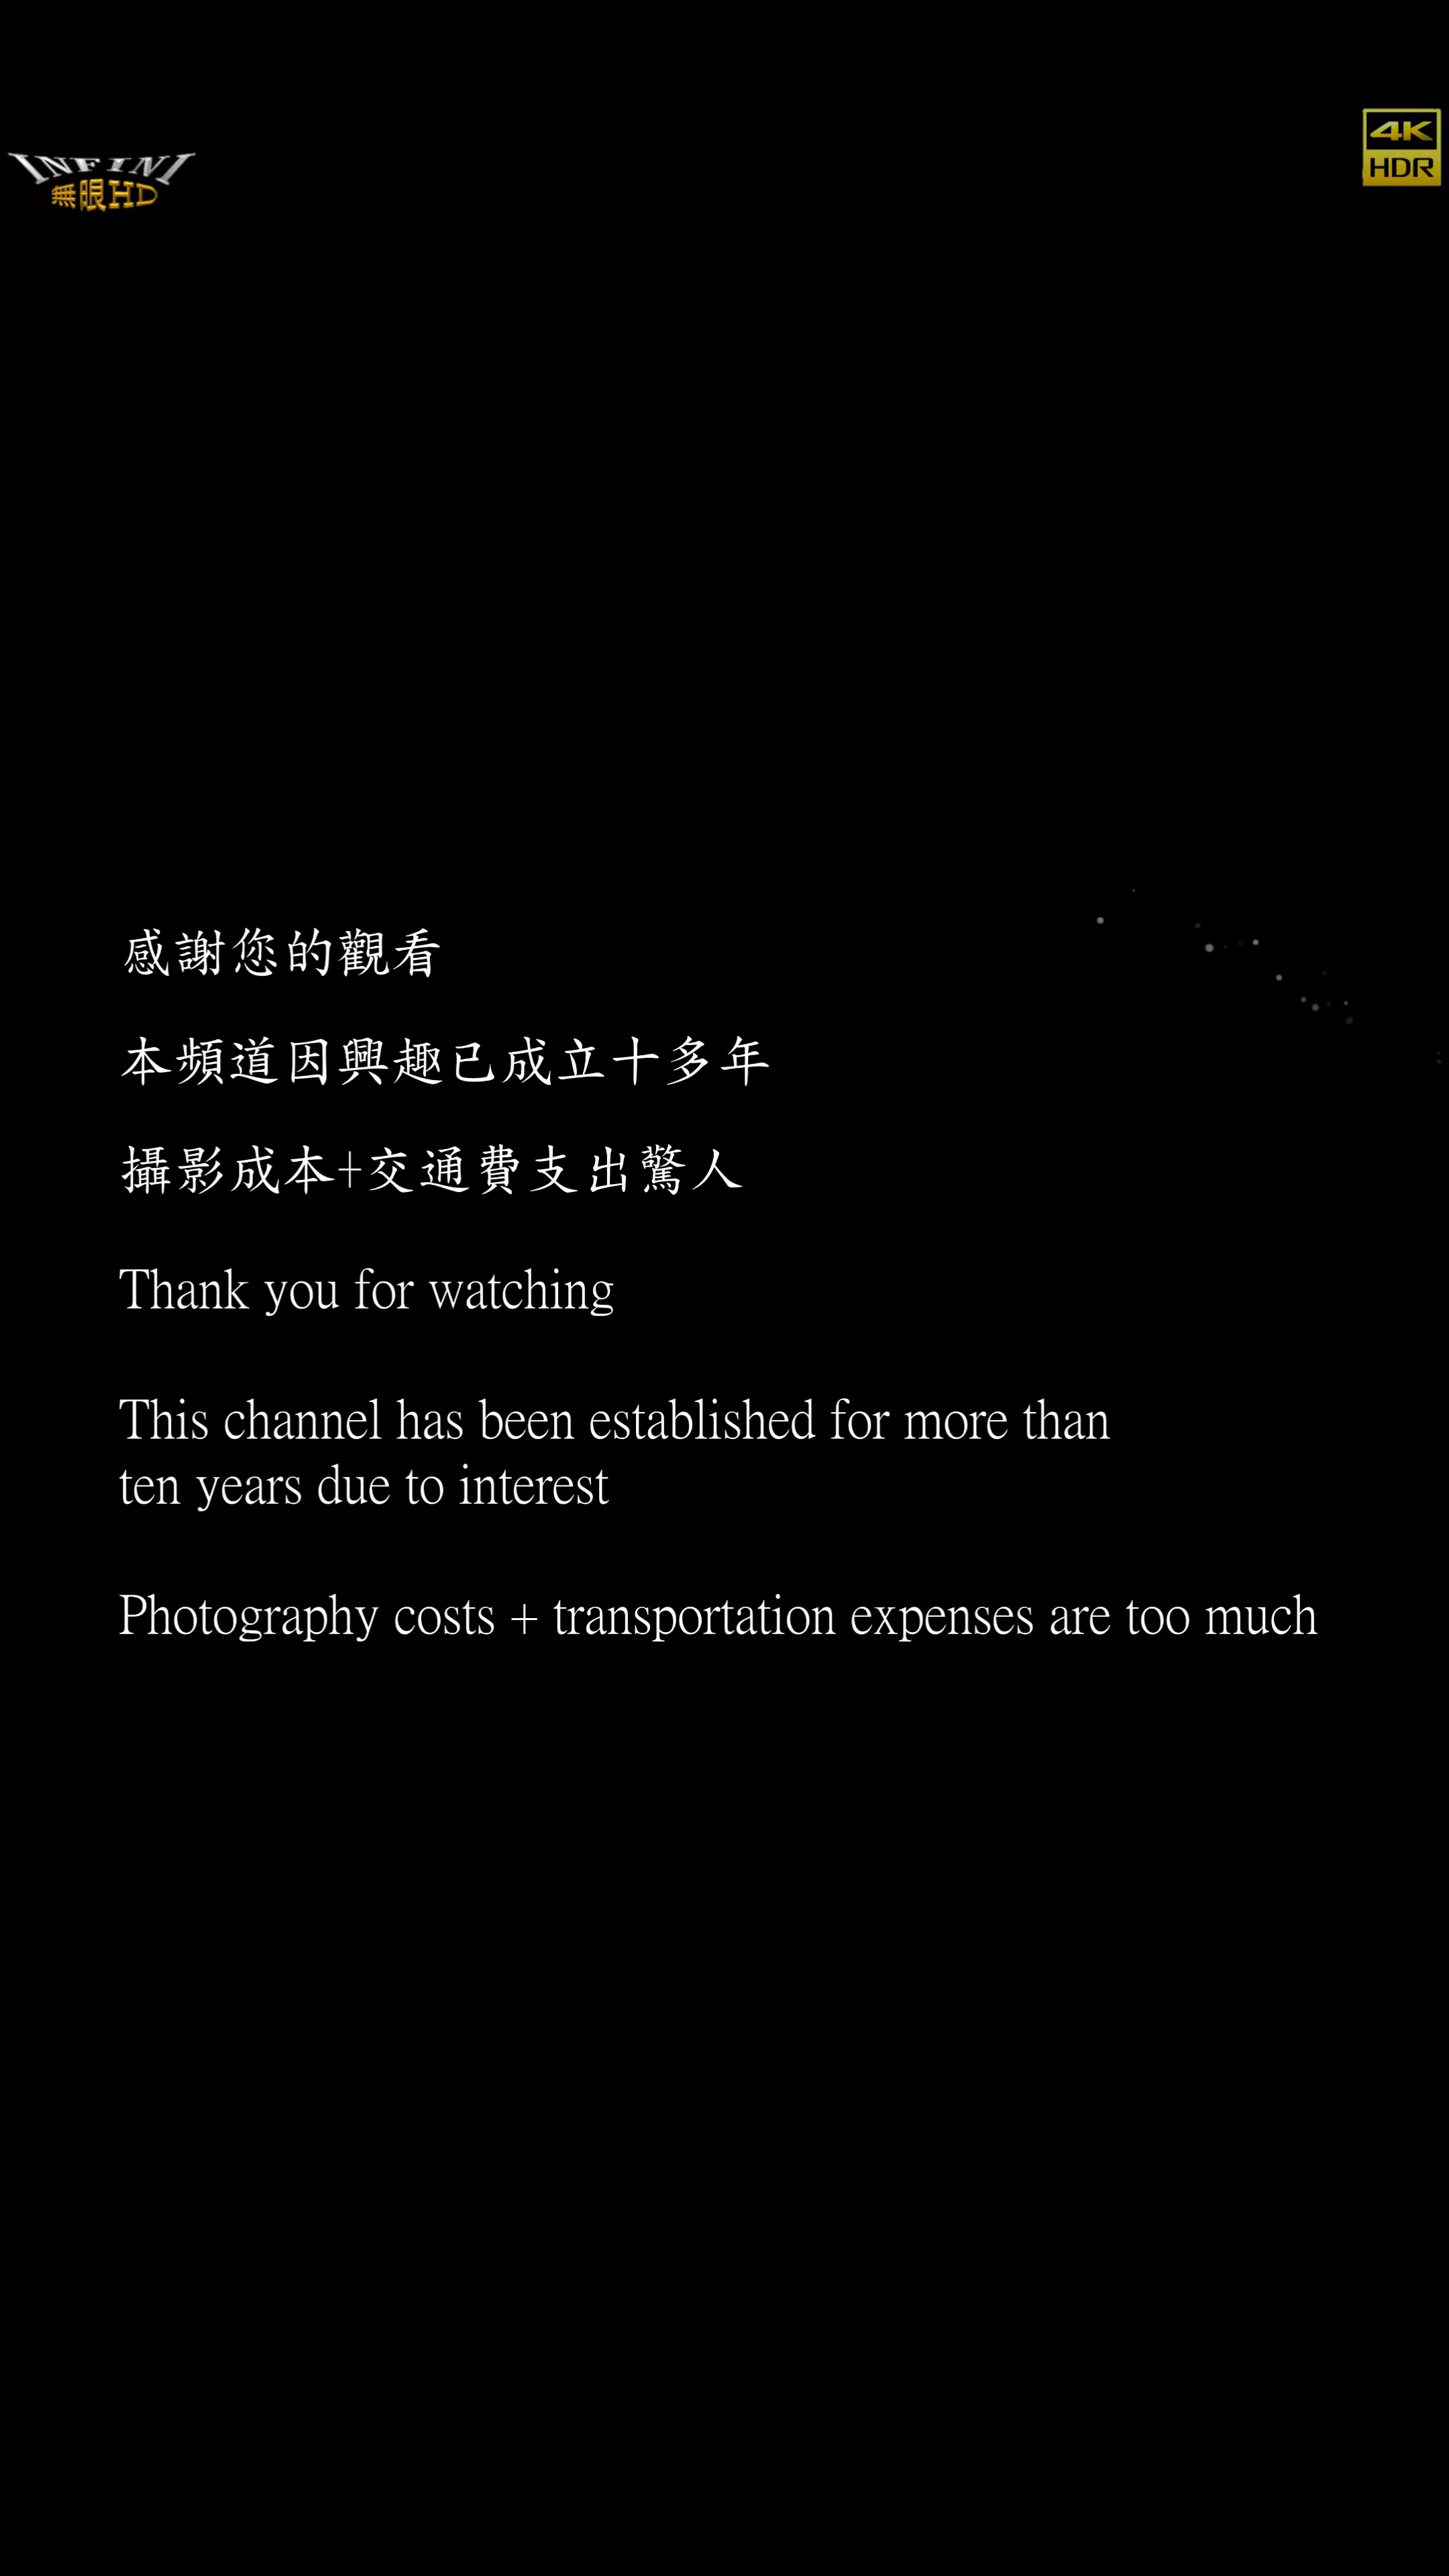 INFINI
無限HD
4K
HDR
感謝您的觀看
本頻道因興趣已成立十多年
攝影成本+交通費支出驚人
Thank you for watching
This channel has been established for more than
ten years due to interest
Photography costs + transportation expenses are too much